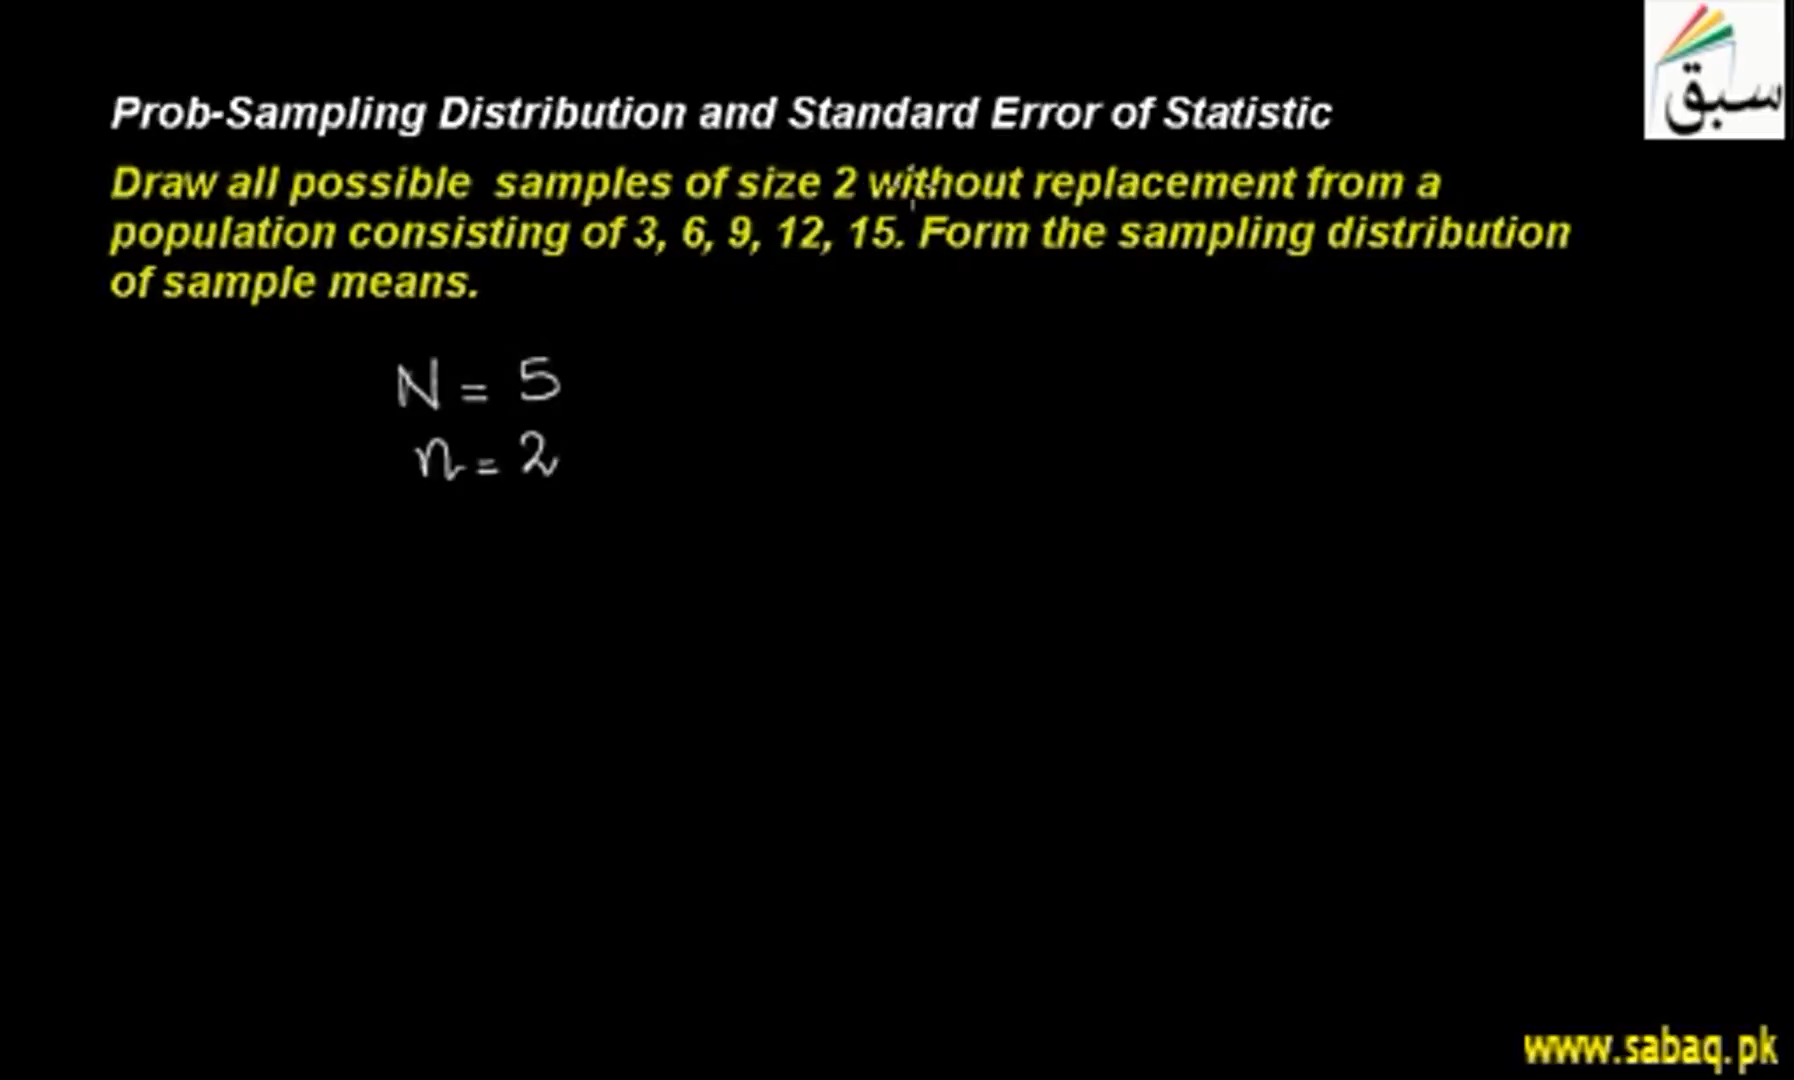 سبق
Prob-Sampling Distribution and Standard Error of Statistic
Draw all possible samples of size 2 without replacement from a
population consisting of 3, 6, 9, 12, 15. Form the sampling distribution
of sample means.
N = 5
n = 2
www.sabaq.pk